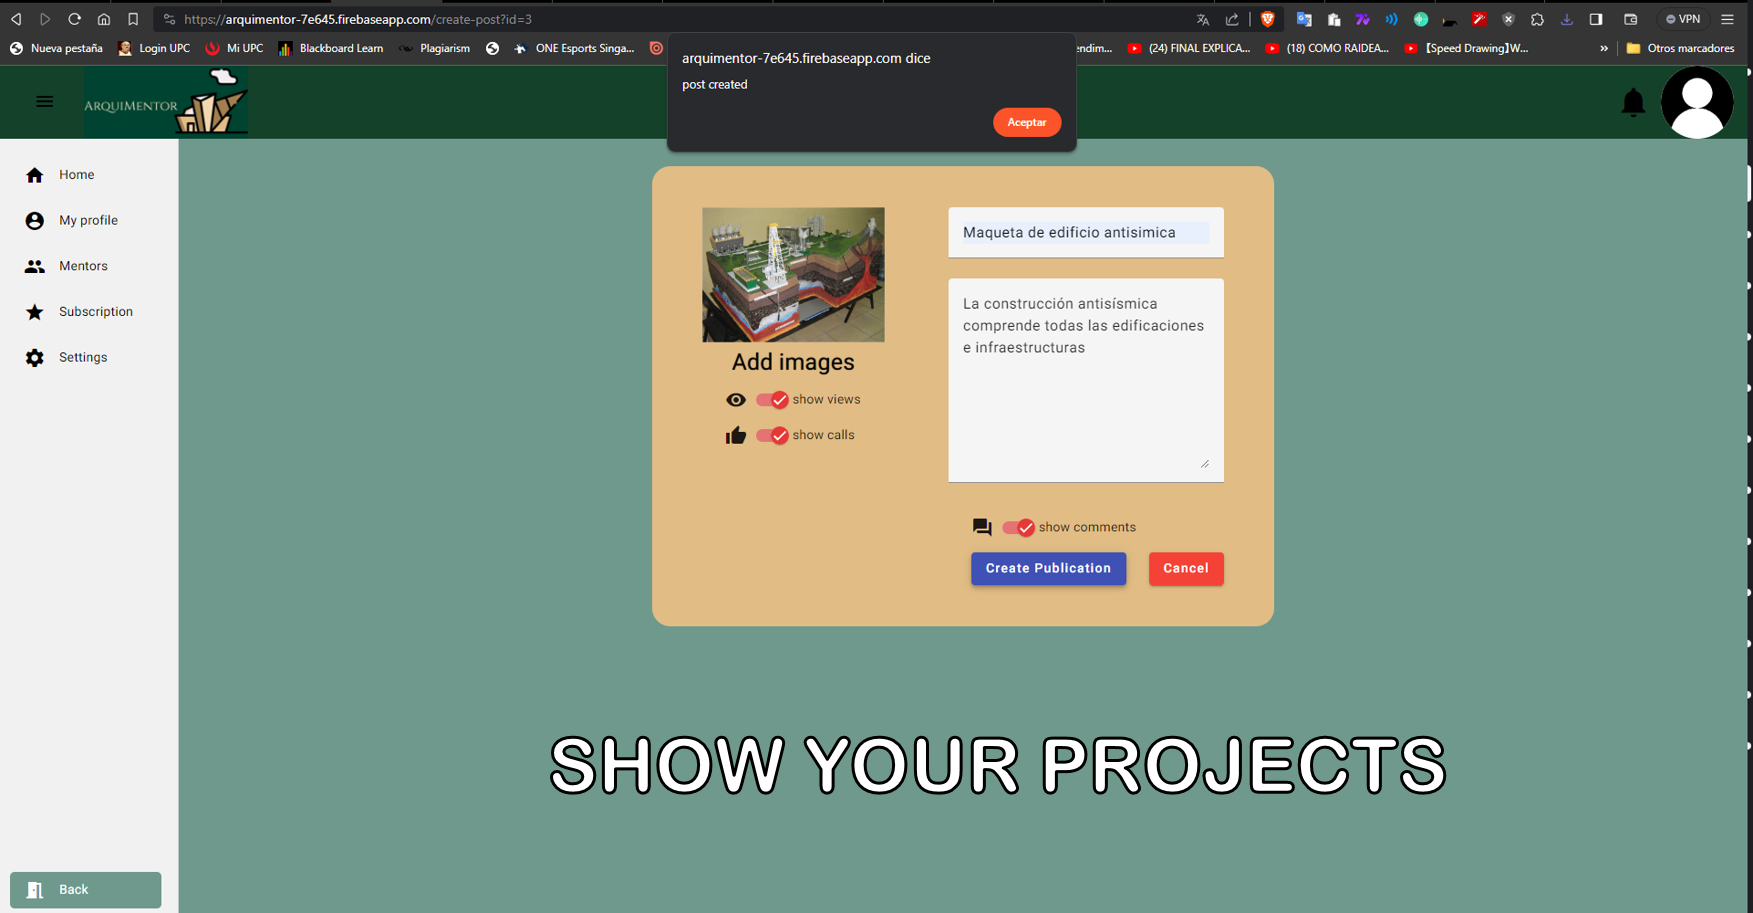 https://arquimentor-7e645.firebaseapp.com/create-post?id=3
VPN
Nueva pestaña
Login UPC
Mi UPC
Blackboard Learn
Plagiarism
ONE Esports Singa...
endim...
(24) FINAL EXPLICA...
(18) COMO RAIDEA...
【Speed Drawing】W...
»
Otros marcadores
arquimentor-7e645.firebaseapp.com dice
post created
Aceptar
ARQUIMENTOR
Home
My profile
Mentors
Subscription
Settings
Back
Add images
show views
show calls
Maqueta de edificio antisimica
La construcción antisísmica
comprende todas las edificaciones
e infraestructuras
show comments
Create Publication
Cancel
SHOW YOUR PROJECTS